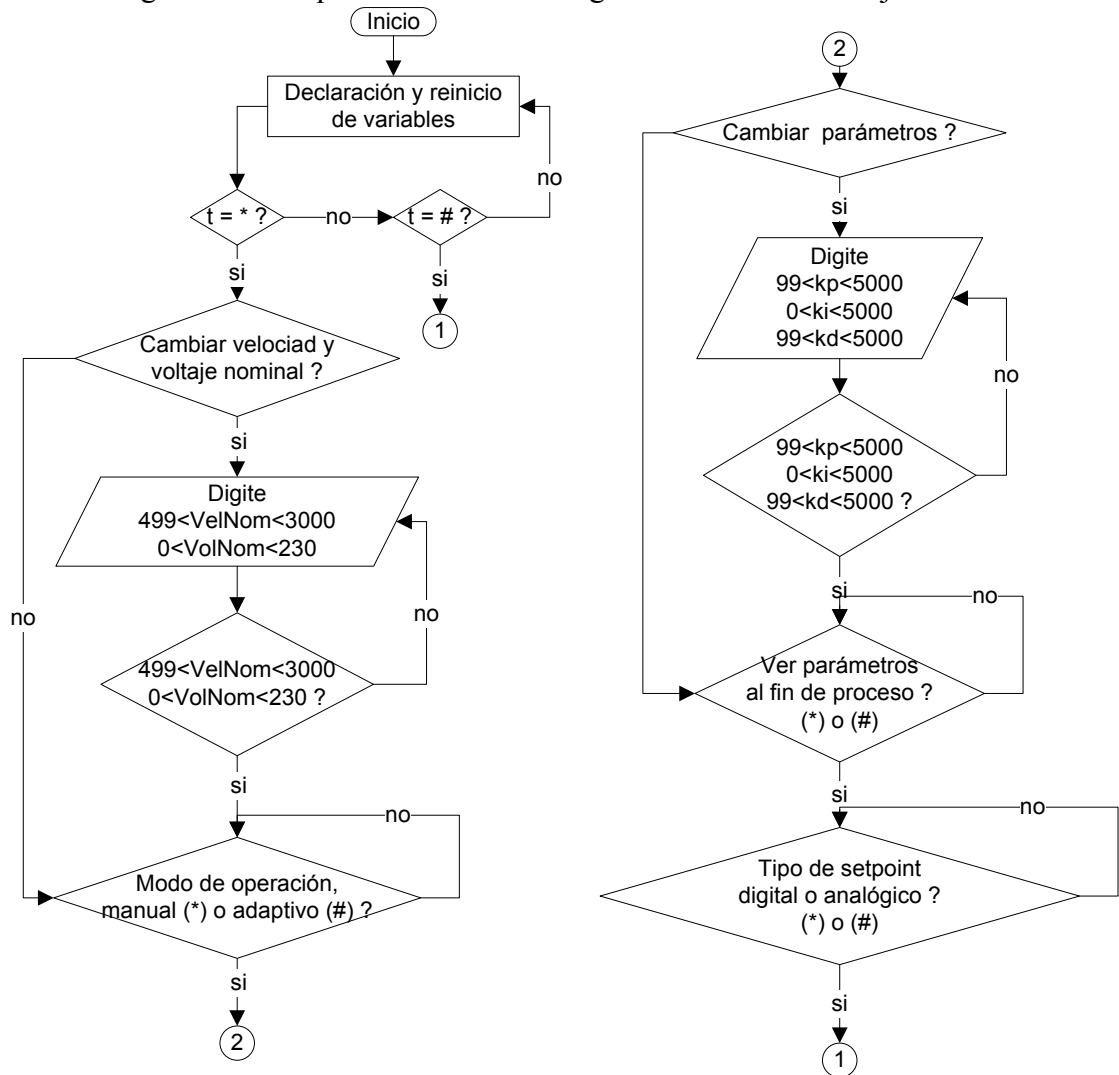 Inicio
Declaración y reinicio
de variables
no
t = * ?
no
t = # ?
si
si
1
Cambiar velociad y
voltaje nominal ?
si
Digite
499<VelNom<3000
0<VolNom<230
no
no
499<VelNom<3000
0<VolNom<230 ?
si
no
Modo de operación,
manual (*) o adaptivo (#) ?
si
2
2
Cambiar parámetros ?
si
Digite
99<kp<5000
0<ki<5000
99<kd<5000
no
99<kp<5000
0<ki<5000
99<kd<5000 ?
si
no
Ver parámetros
al fin de proceso ?
(*) o (#)
si
no
Tipo de setpoint
digital o analógico ?
(*) o (#)
si
1